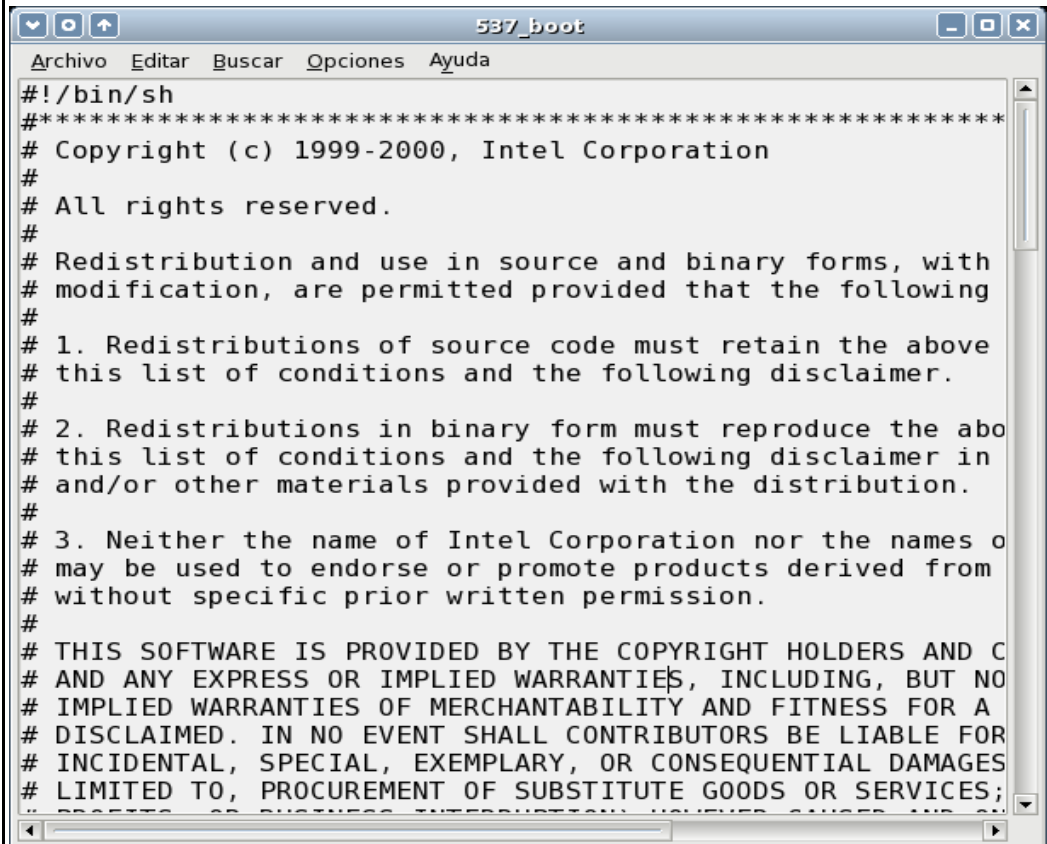 537_boot
Archivo Editar Buscar Opciones Ayuda
#!/bin/sh
#*********************************************************
# Copyright (c) 1999-2000, Intel Corporation
#
# All rights reserved.
#
# Redistribution and use in source and binary forms, with
# modification, are permitted provided that the following
#
# 1. Redistributions of source code must retain the above
# this list of conditions and the following disclaimer.
#
# 2. Redistributions in binary form must reproduce the abo
# this list of conditions and the following disclaimer in
# and/or other materials provided with the distribution.
#
# 3. Neither the name of Intel Corporation nor the names o
# may be used to endorse or promote products derived from
# without specific prior written permission.
#
# THIS SOFTWARE IS PROVIDED BY THE COPYRIGHT HOLDERS AND C
# AND ANY EXPRESS OR IMPLIED WARRANTIES, INCLUDING, BUT NO
# IMPLIED WARRANTIES OF MERCHANTABILITY AND FITNESS FOR A
# DISCLAIMED. IN NO EVENT SHALL CONTRIBUTORS BE LIABLE FOR
# INCIDENTAL, SPECIAL, EXEMPLARY, OR CONSEQUENTIAL DAMAGES
# LIMITED TO, PROCUREMENT OF SUBSTITUTE GOODS OR SERVICES;